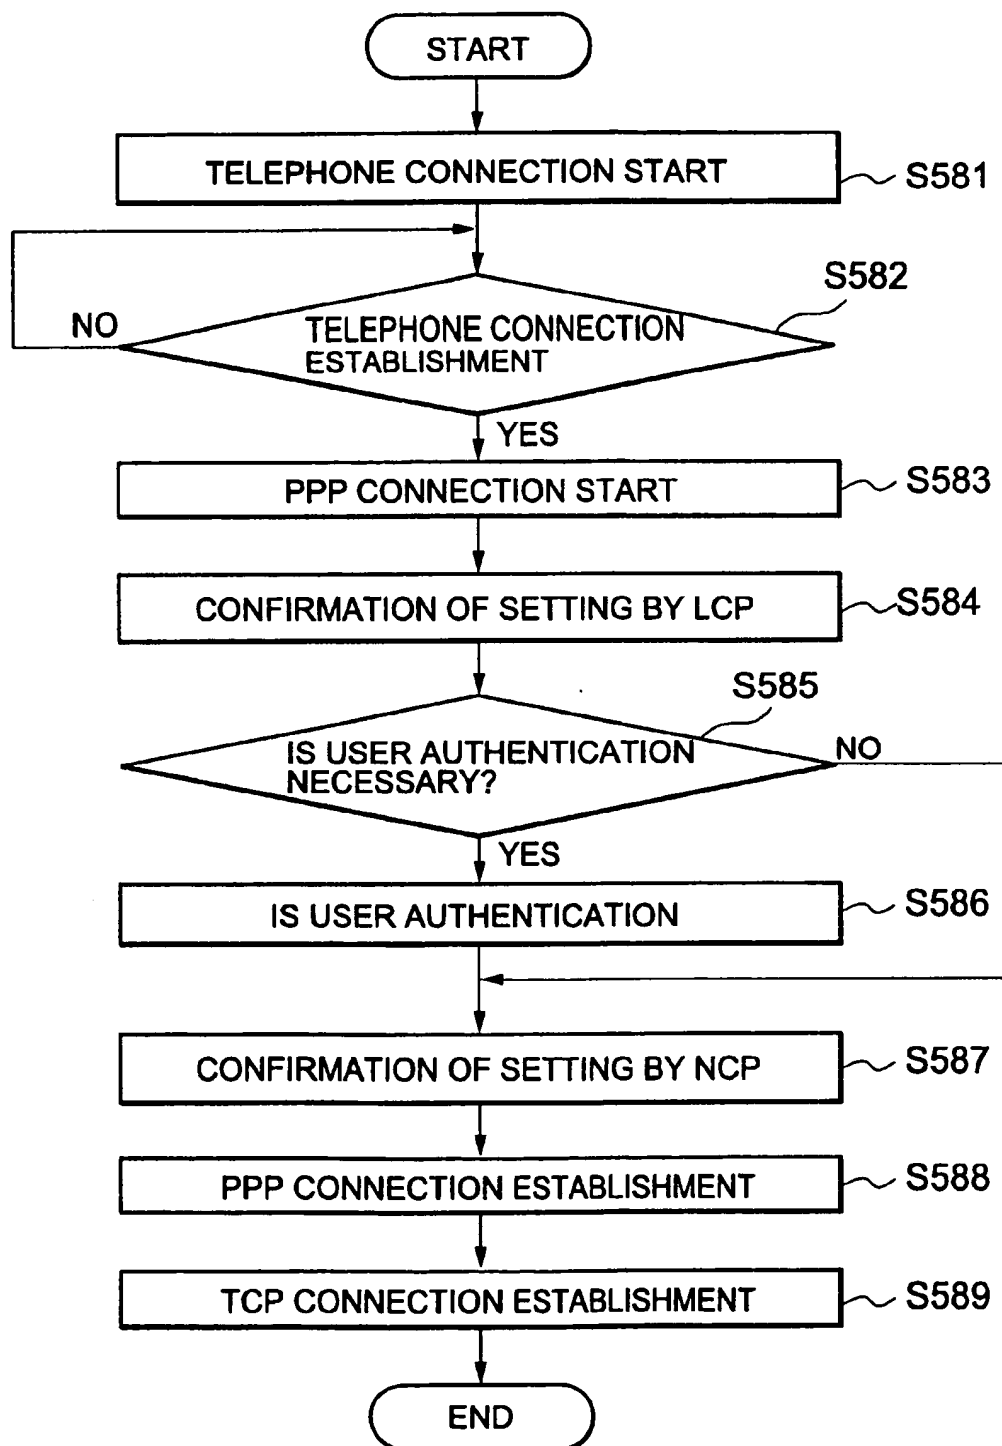 START
TELEPHONE CONNECTION START
S581
S582
NO
TELEPHONE CONNECTION
ESTABLISHMENT
YES
PPP CONNECTION START
S583
CONFIRMATION OF SETTING BY LCP
S584
S585
IS USER AUTHENTICATION
NECESSARY?
NO
YES
IS USER AUTHENTICATION
S586
CONFIRMATION OF SETTING BY NCP
S587
PPP CONNECTION ESTABLISHMENT
S588
TCP CONNECTION ESTABLISHMENT
S589
END